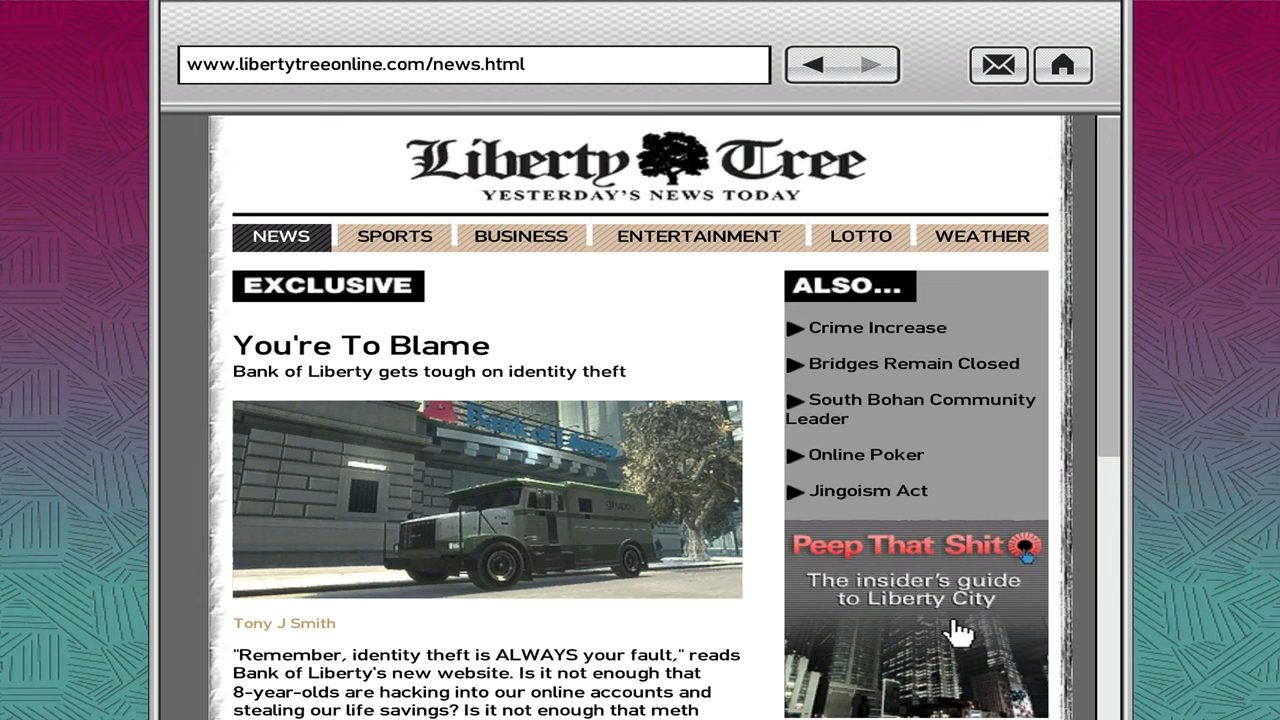 www.libertytreeonline.com/news.html
Liberty Tree
YESTERDAY'S NEWS TODAY
NEWS SPORTS BUSINESS ENTERTAINMENT LOTTO WEATHER
EXCLUSIVE
You're To Blame
Bank of Liberty gets tough on identity theft
Bank of Liberty
Tony J Smith
"Remember, identity theft is ALWAYS your fault," reads
Bank of Liberty's new website. Is it not enough that
8-year-olds are hacking into our online accounts and
stealing our life savings? Is it not enough that meth
ALSO...
Crime Increase
Bridges Remain Closed
South Bohan Community
Leader
Online Poker
Jingoism Act
Peep That Shit
The insider's guide
to Liberty City